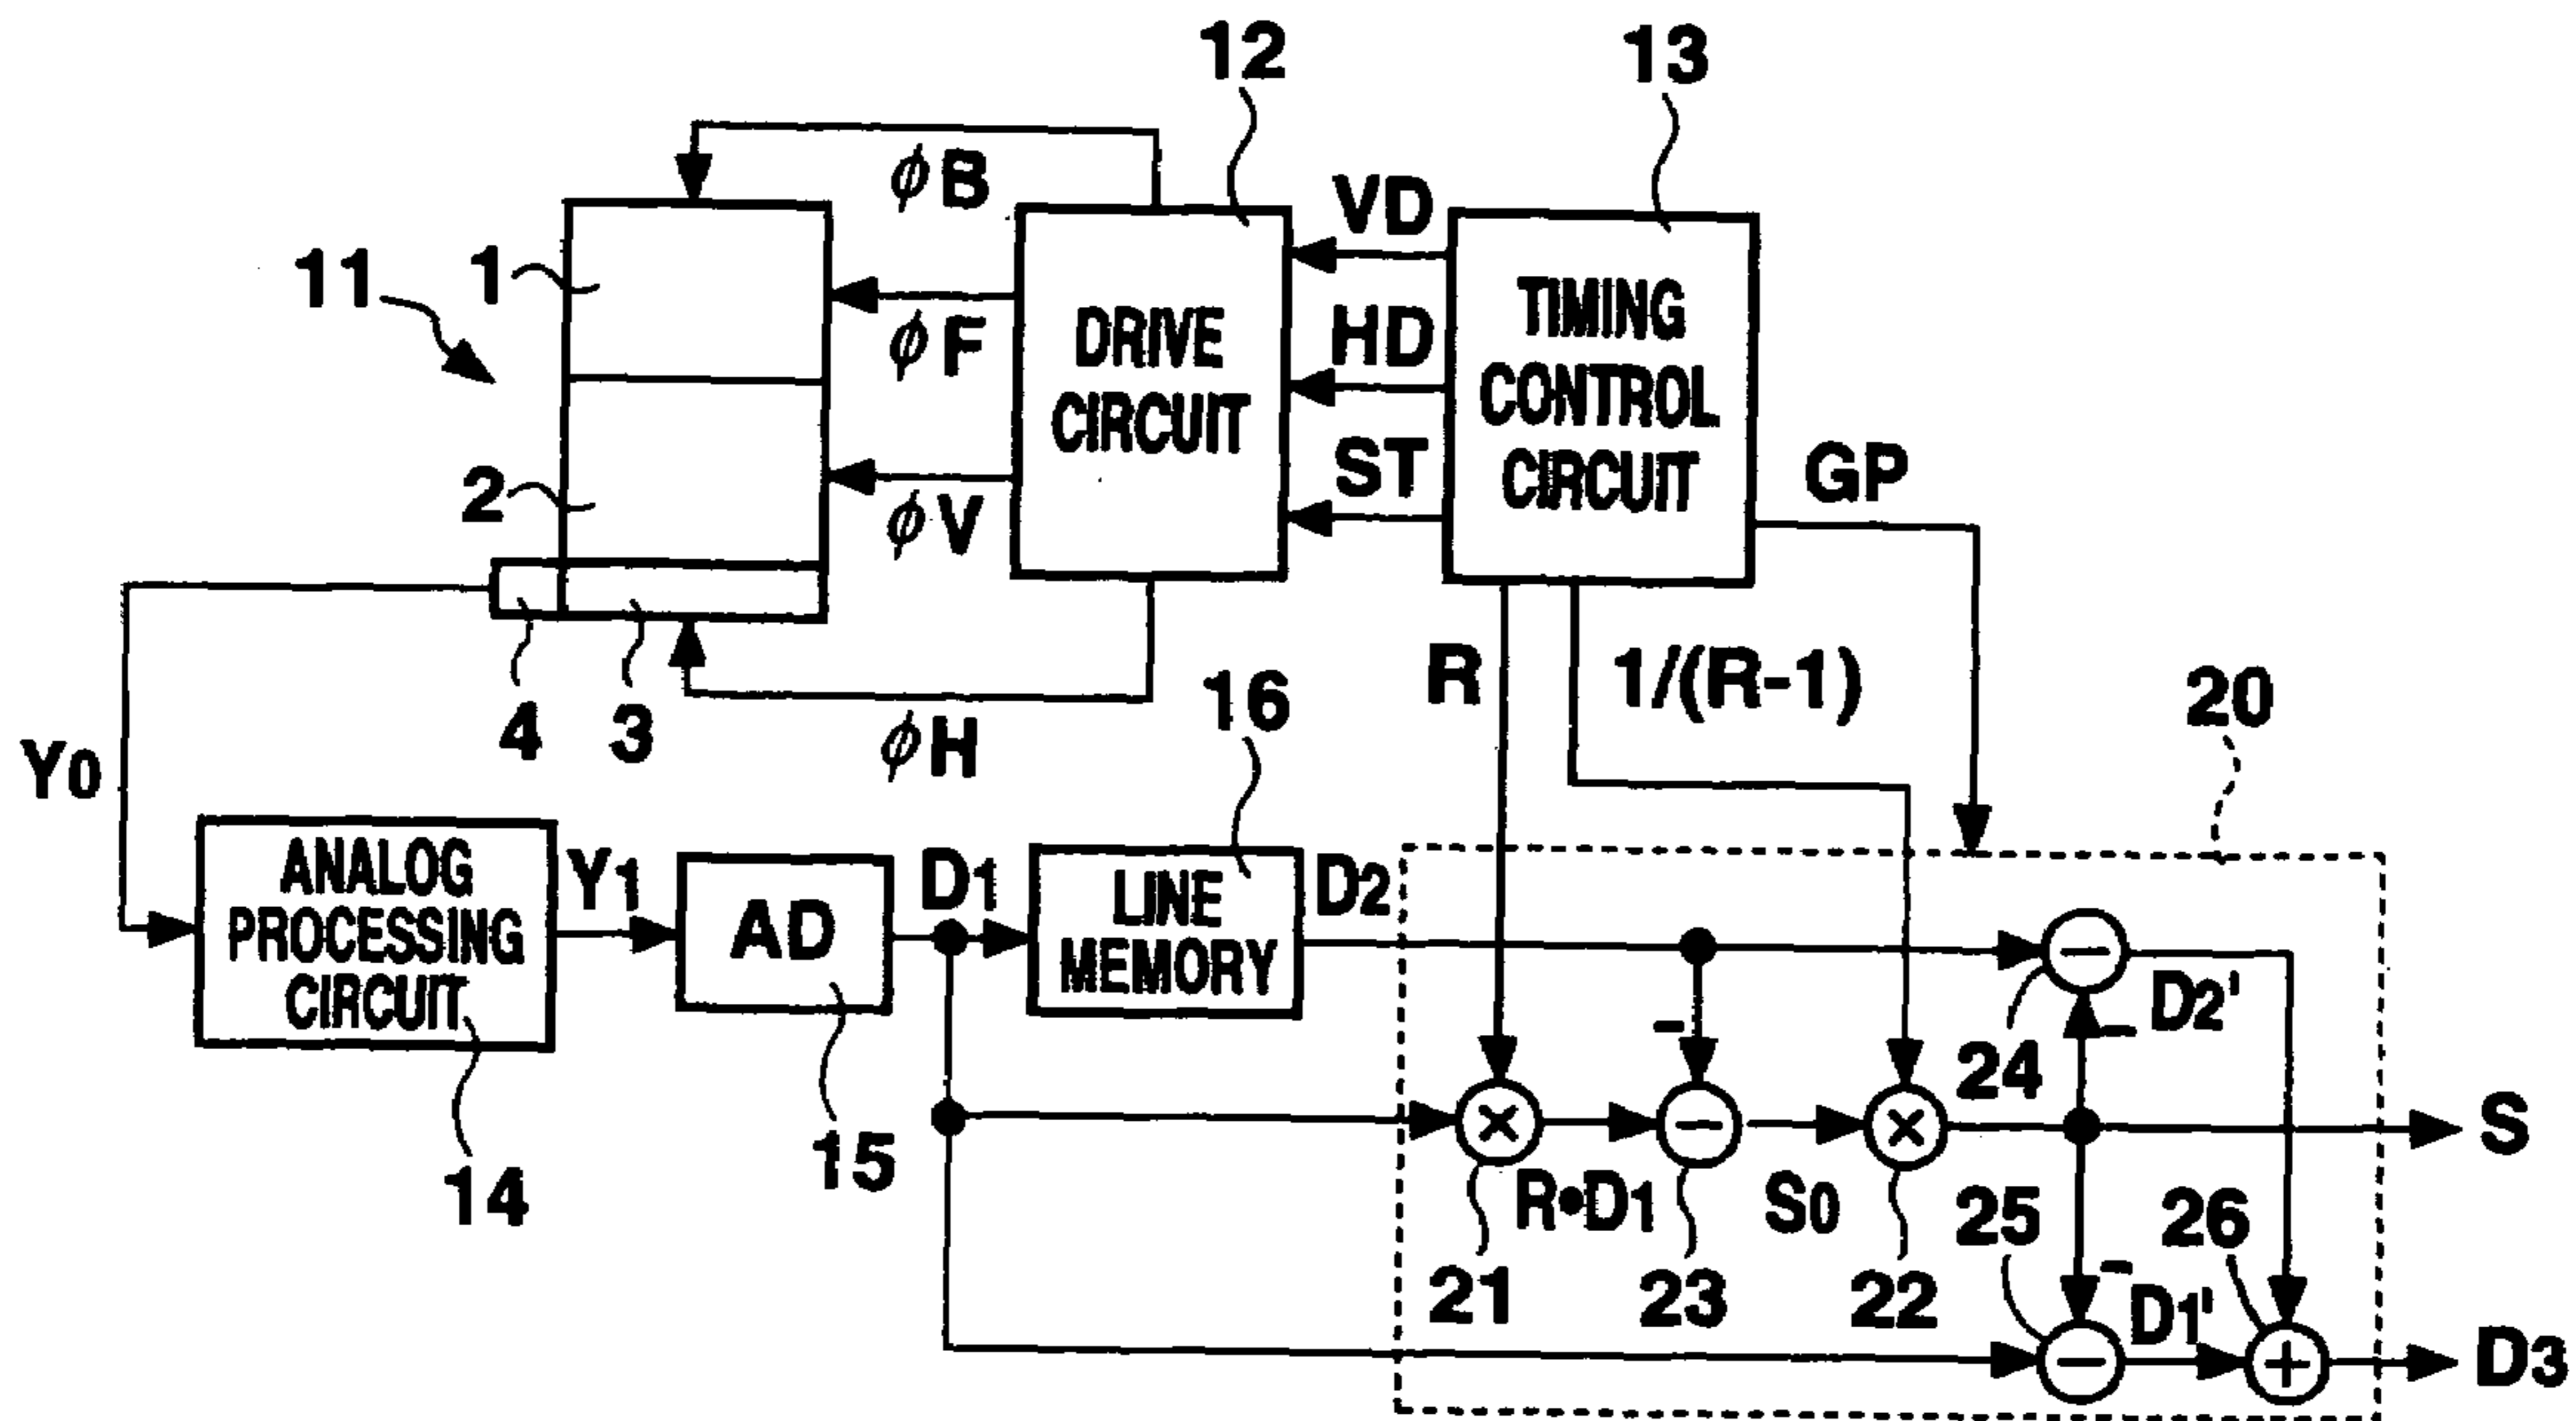 12
13
φB
VD
11
1
DRIVE
CIRCUIT
TIMING
CONTROL
CIRCUIT
φF
HD
2
φV
ST
GP
4
3
φH
16
R
1/(R-1)
20
Y0
ANALOG
PROCESSING
CIRCUIT
Y1
AD
D1
LINE
MEMORY
D2
-
24
-
D2'
×
-
×
S
14
15
R•D1
S0
25
26
21
23
22
-
D1'
-
+
D3